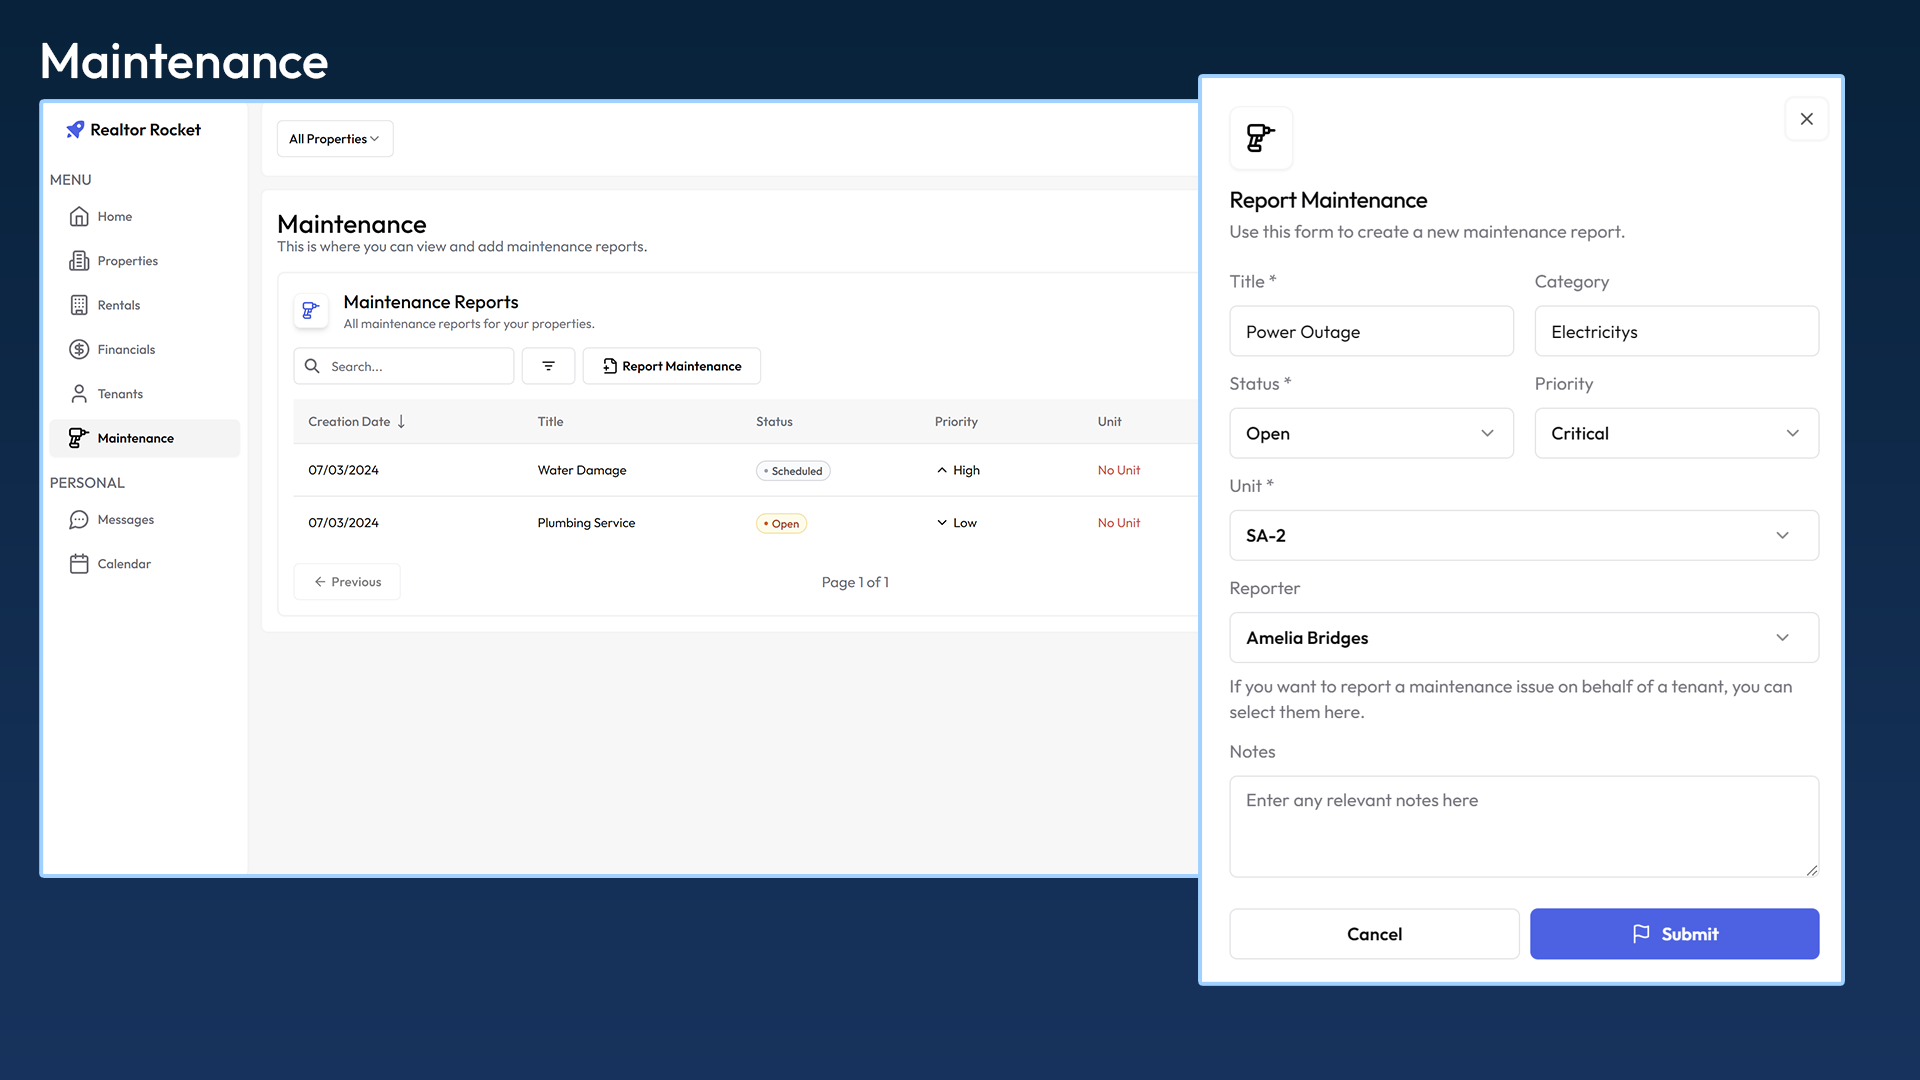 Maintenance
Realtor Rocket
MENU
Home
Properties
Rentals
Financials
Tenants
Maintenance
PERSONAL
Messages
Calendar
All Properties
Maintenance
This is where you can view and add maintenance reports.
Maintenance Reports
All maintenance reports for your properties.
Search...
Report Maintenance
Creation Date Title Status Priority Unit
07/03/2024 Water Damage Scheduled High No Unit
07/03/2024 Plumbing Service Open Low No Unit
Previous
Page 1 of 1
Report Maintenance
Use this form to create a new maintenance report.
Title * Category
Power Outage Electricitys
Status * Priority
Open Critical
Unit *
SA-2
Reporter
Amelia Bridges
If you want to report a maintenance issue on behalf of a tenant, you can
select them here.
Notes
Enter any relevant notes here
Cancel Submit